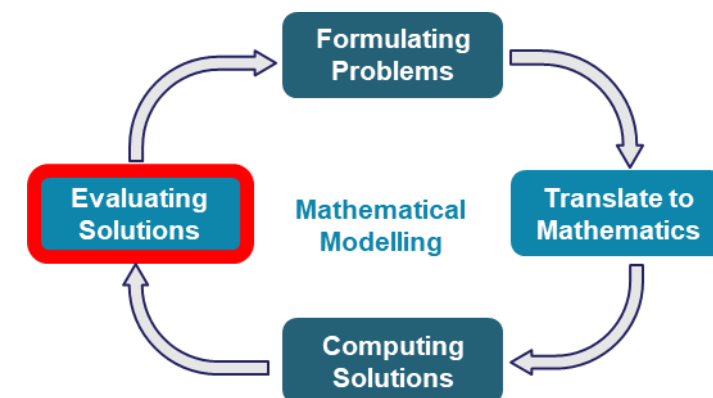 Formulating
Problems
Evaluating
Solutions
Mathematical
Modelling
Translate to
Mathematics
Computing
Solutions